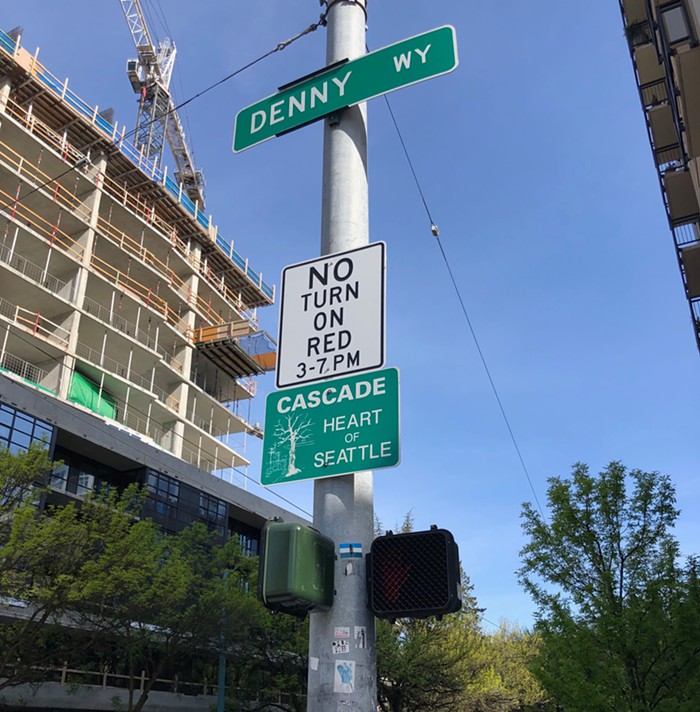 DENNY WY
NO
TURN
ON
RED
3-7 PM
CASCADE
HEART
OF
SEATTLE